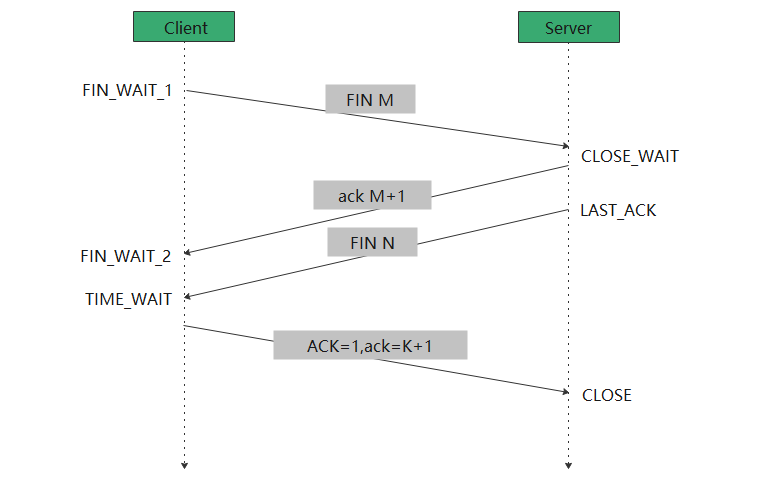 Client
Server
FIN_WAIT_1
FIN M
CLOSE_WAIT
ack M+1
LAST_ACK
FIN N
FIN_WAIT_2
TIME_WAIT
ACK=1,ack=K+1
CLOSE